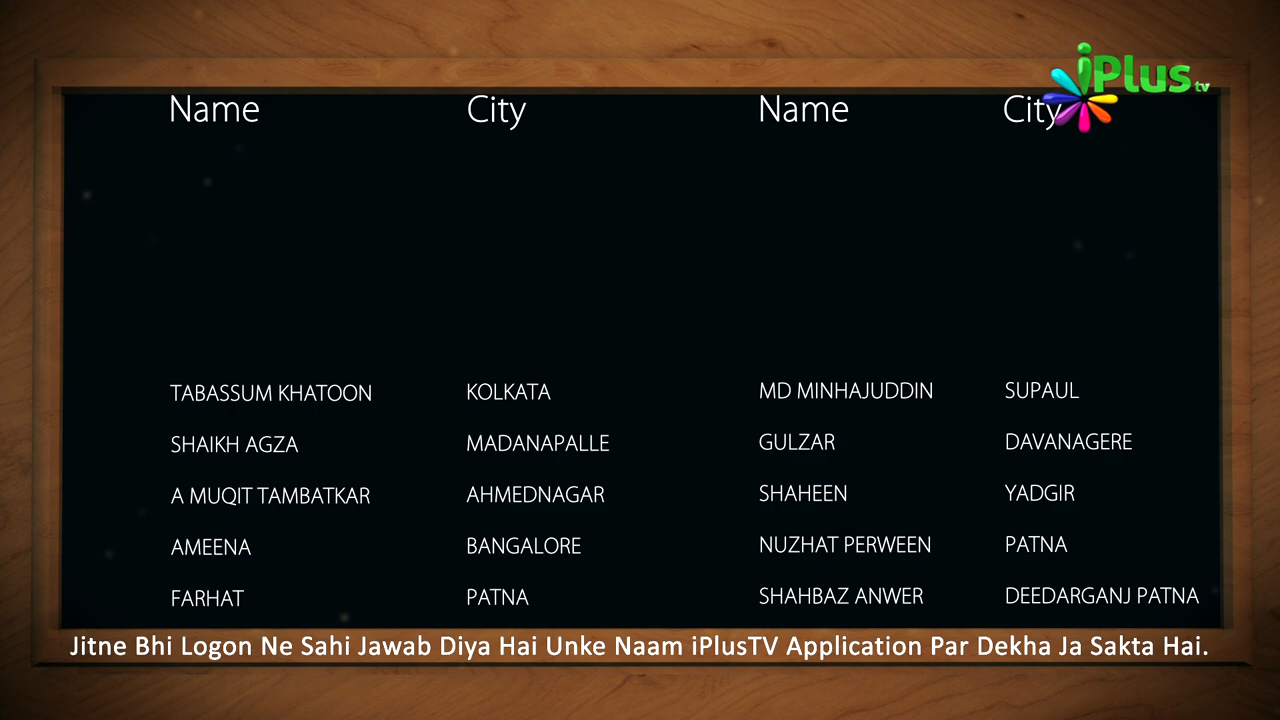 iPlus tv
Name City Name City
TABASSUM KHATOON KOLKATA MD MINHAJUDDIN SUPAUL
SHAIKH AGZA MADANAPALLE GULZAR DAVANAGERE
A MUQIT TAMBATKAR AHMEDNAGAR SHAHEEN YADGIR
AMEENA BANGALORE NUZHAT PERWEEN PATNA
FARHAT PATNA SHAHBAZ ANWER DEEDARGANJ PATNA
Jitne Bhi Logon Ne Sahi Jawab Diya Hai Unke Naam iPlusTV Application Par Dekha Ja Sakta Hai.